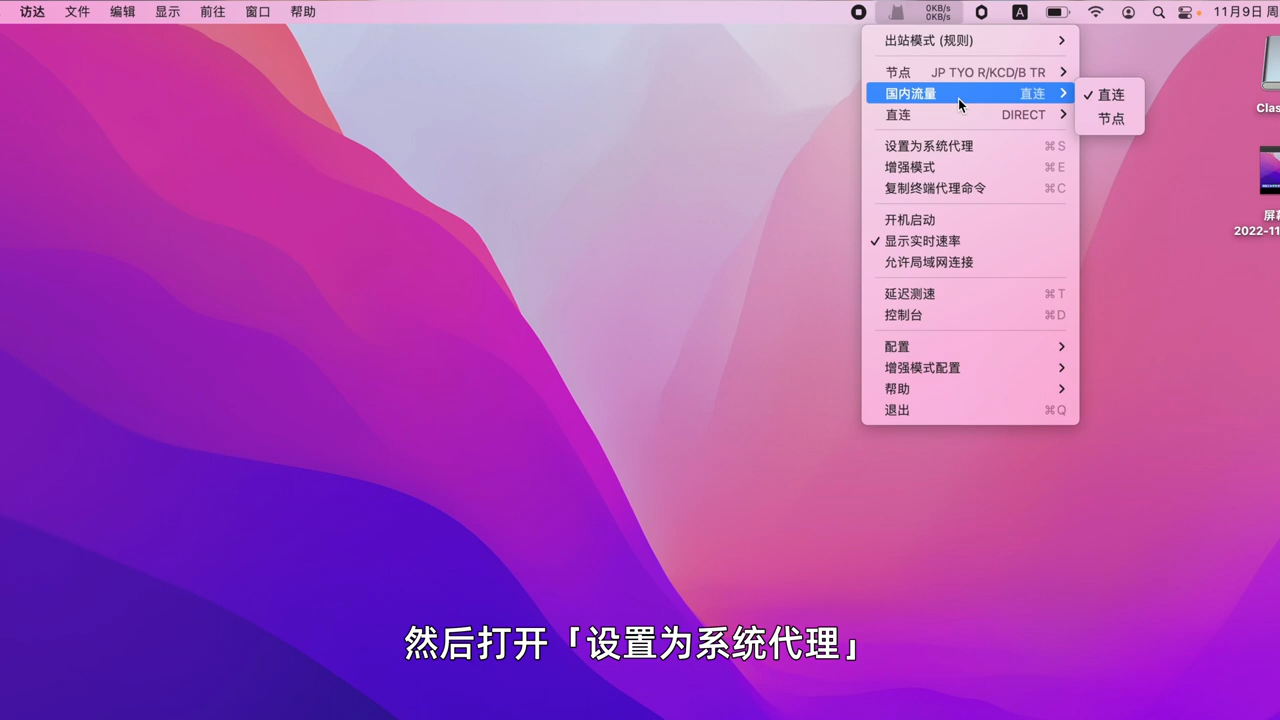 访达 文件 编辑 显示 前往 窗口 帮助 0KB/s A 11月9日 周
0KB/s
出站模式 (规则)
节点 JP TYO R/KCD/B TR
国内流量 直连
直连
节点
直连 DIRECT
设置为系统代理 ⌘S
增强模式 ⌘E
复制终端代理命令 ⌘C
开机启动
显示实时速率
允许局域网连接
延迟测速 ⌘T
控制台 ⌘D
配置
增强模式配置
帮助
退出 ⌘Q
Clas
屏幕
2022-11
然后打开「设置为系统代理」